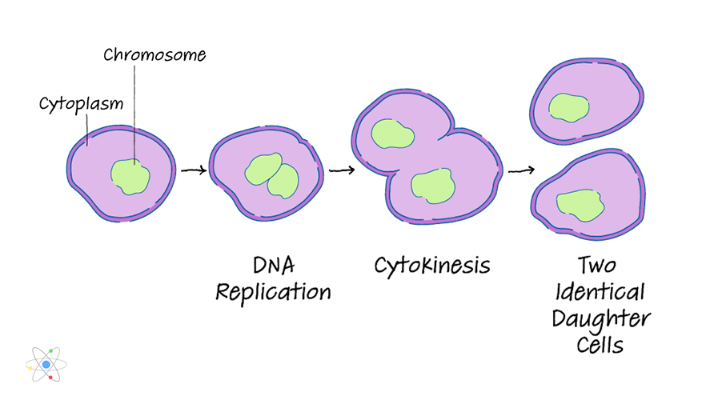 Chromosome
Cytoplasm
DNA
Replication
Cytokinesis
Two
Identical
Daughter
Cells